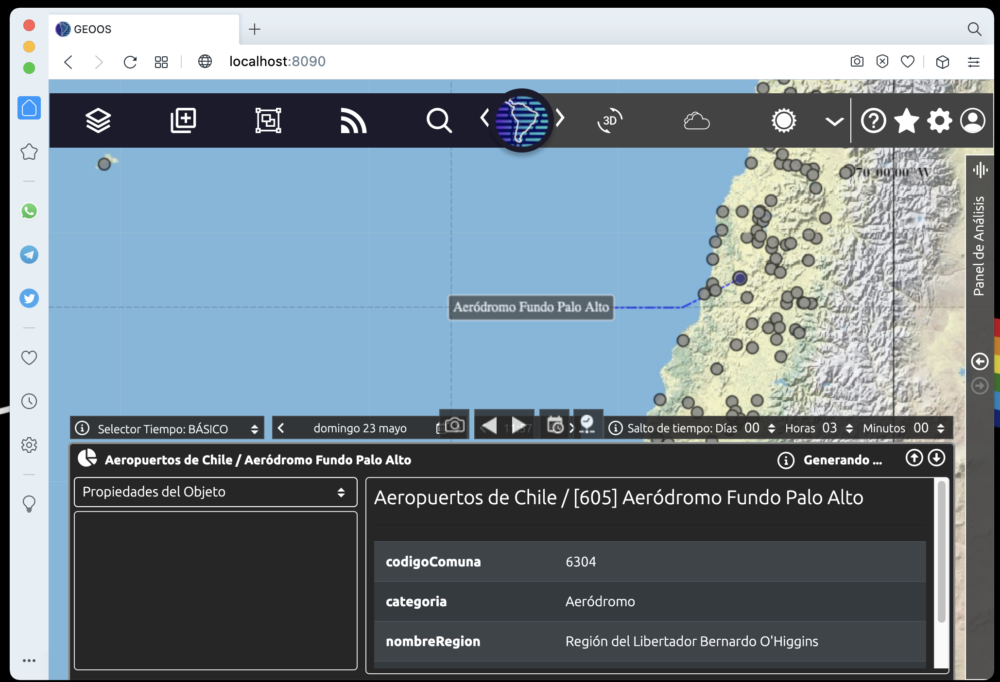 GEOOS
localhost:8090
3D
70°00'00" W
Panel de Análisis
Aeródromo Fundo Palo Alto
Selector Tiempo: BÁSICO
domingo 23 mayo
11:57
Salto de tiempo: Días 00 Horas 03 Minutos 00
Aeropuertos de Chile / Aeródromo Fundo Palo Alto
Generando ...
Propiedades del Objeto
Aeropuertos de Chile / [605] Aeródromo Fundo Palo Alto
codigoComuna 6304
categoria Aeródromo
nombreRegion Región del Libertador Bernardo O'Higgins